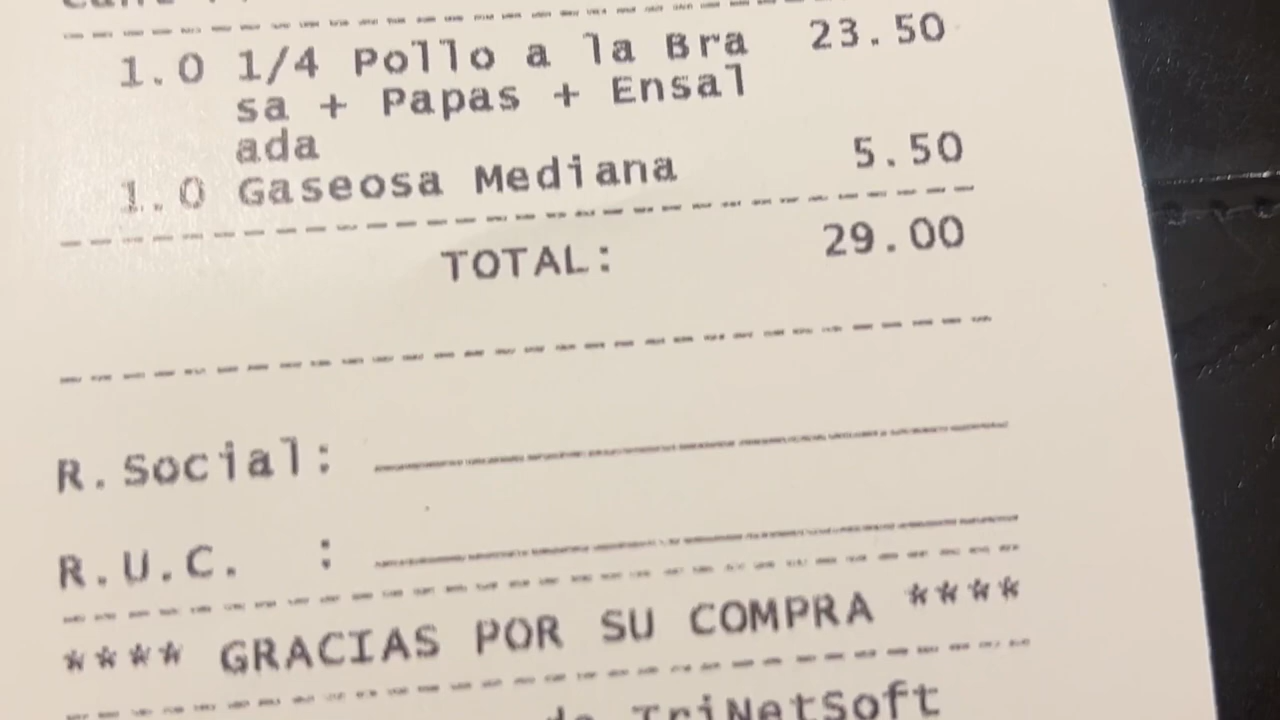 1.0 1/4 Pollo a la Bra 23.50
sa + Papas + Ensal
ada
1.0 Gaseosa Mediana 5.50
TOTAL: 29.00
R.Social:
R.U.C. :
**** GRACIAS POR SU COMPRA ****
TriNetSoft